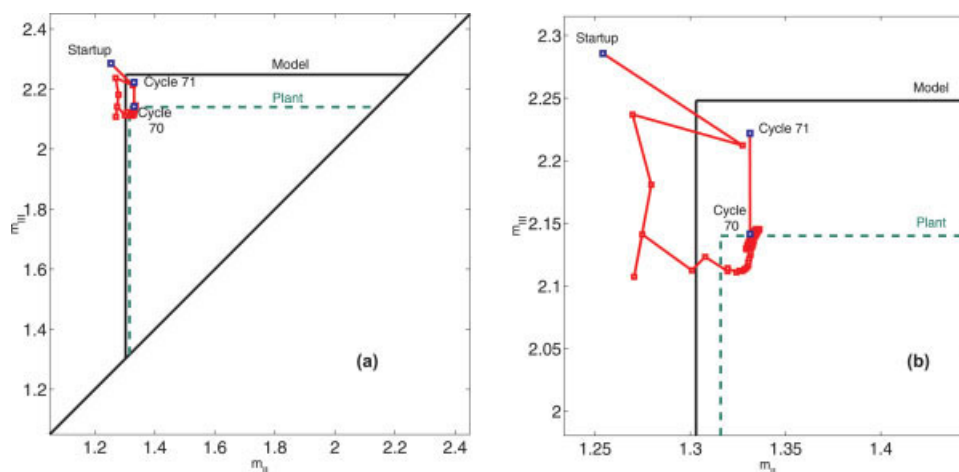 2.4
2.2
2
1.8
1.6
1.4
1.2
m_III
Startup
Model
Cycle 71
Plant
Cycle
70
(a)
1.2 1.4 1.6 1.8 2 2.2 2.4
m_II
2.3
2.25
2.2
2.15
2.1
2.05
2
m_III
Startup
Model
Cycle 71
Cycle
70
Plant
(b)
1.25 1.3 1.35 1.4